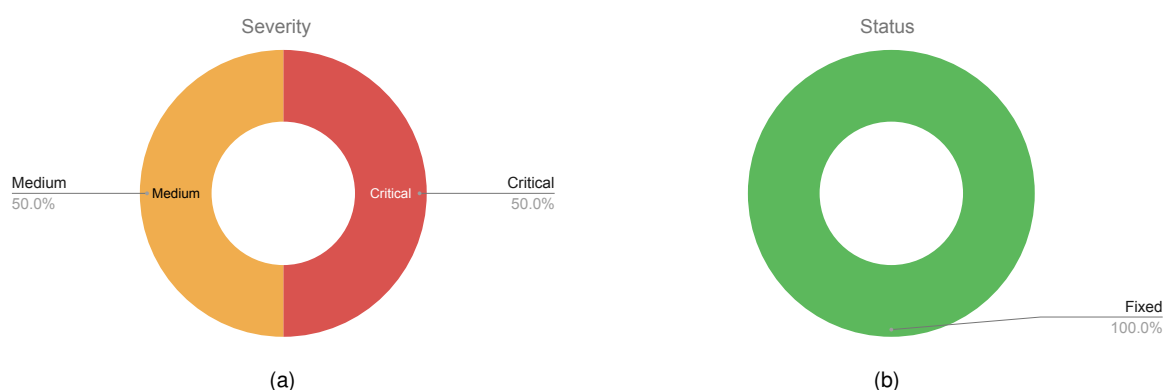 Severity
Medium
50.0%
Medium
Critical
Critical
50.0%
(a)
Status
Fixed
100.0%
(b)